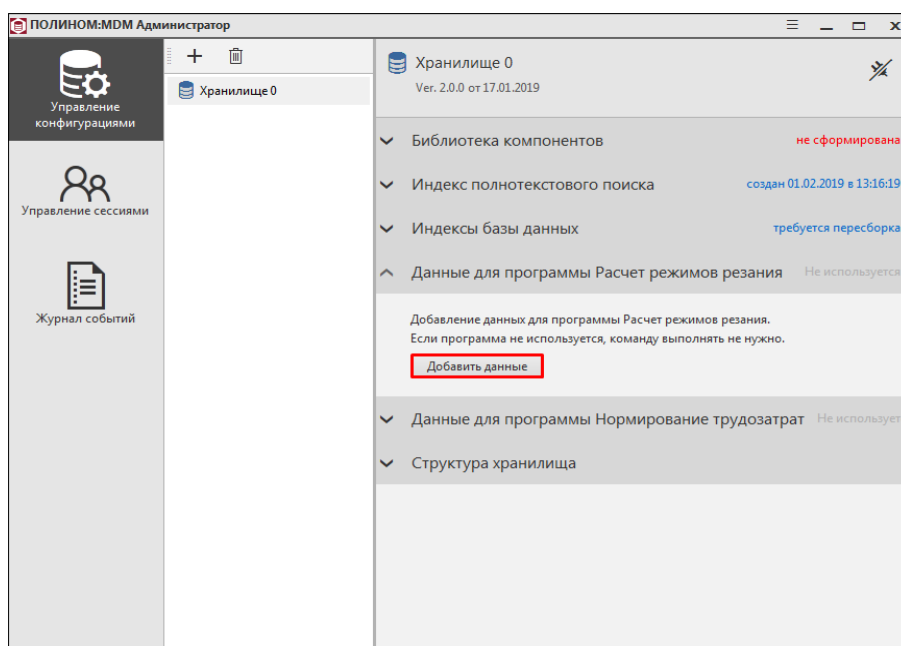 ПОЛИНОМ:MDM Администратор
Управление
конфигурациями
Управление сессиями
Журнал событий
Хранилище 0
Хранилище 0
Ver. 2.0.0 от 17.01.2019
Библиотека компонентов не сформирована
Индекс полнотекстового поиска создан 01.02.2019 в 13:16:19
Индексы базы данных требуется пересборка
Данные для программы Расчет режимов резания Не используется
Добавление данных для программы Расчет режимов резания.
Если программа не используется, команду выполнять не нужно.
Добавить данные
Данные для программы Нормирование трудозатрат Не использует
Структура хранилища